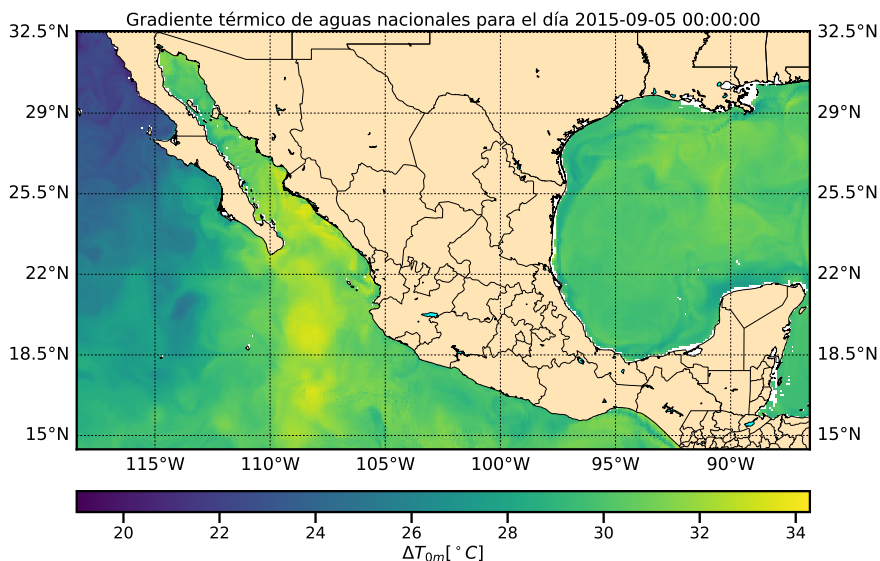 Gradiente térmico de aguas nacionales para el día 2015-09-05 00:00:00
32.5°N 32.5°N
29°N 29°N
25.5°N 25.5°N
22°N 22°N
18.5°N 18.5°N
15°N 15°N
115°W 110°W 105°W 100°W 95°W 90°W
20 22 24 26 28 30 32 34
ΔT0m[°C]